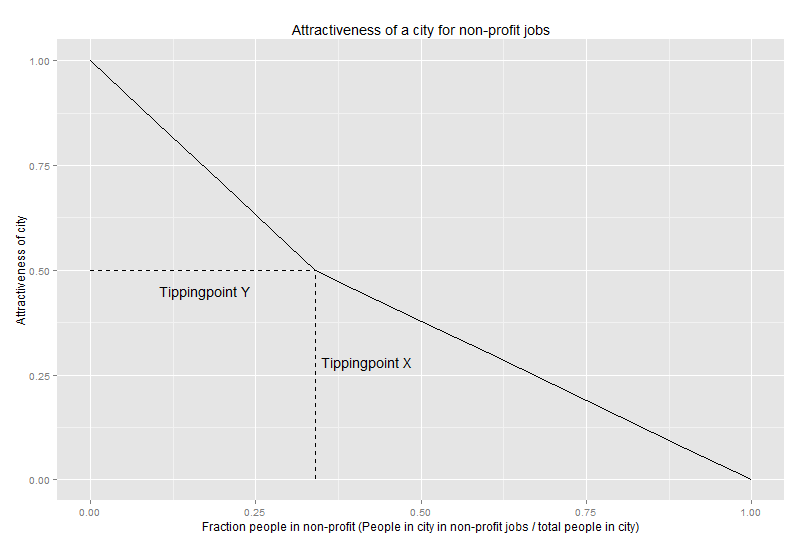 Attractiveness of a city for non-profit jobs
Attractiveness of city
1.00
0.75
0.50
0.25
0.00
Tippingpoint Y
Tippingpoint X
0.00
0.25
0.50
0.75
1.00
Fraction people in non-profit (People in city in non-profit jobs / total people in city)